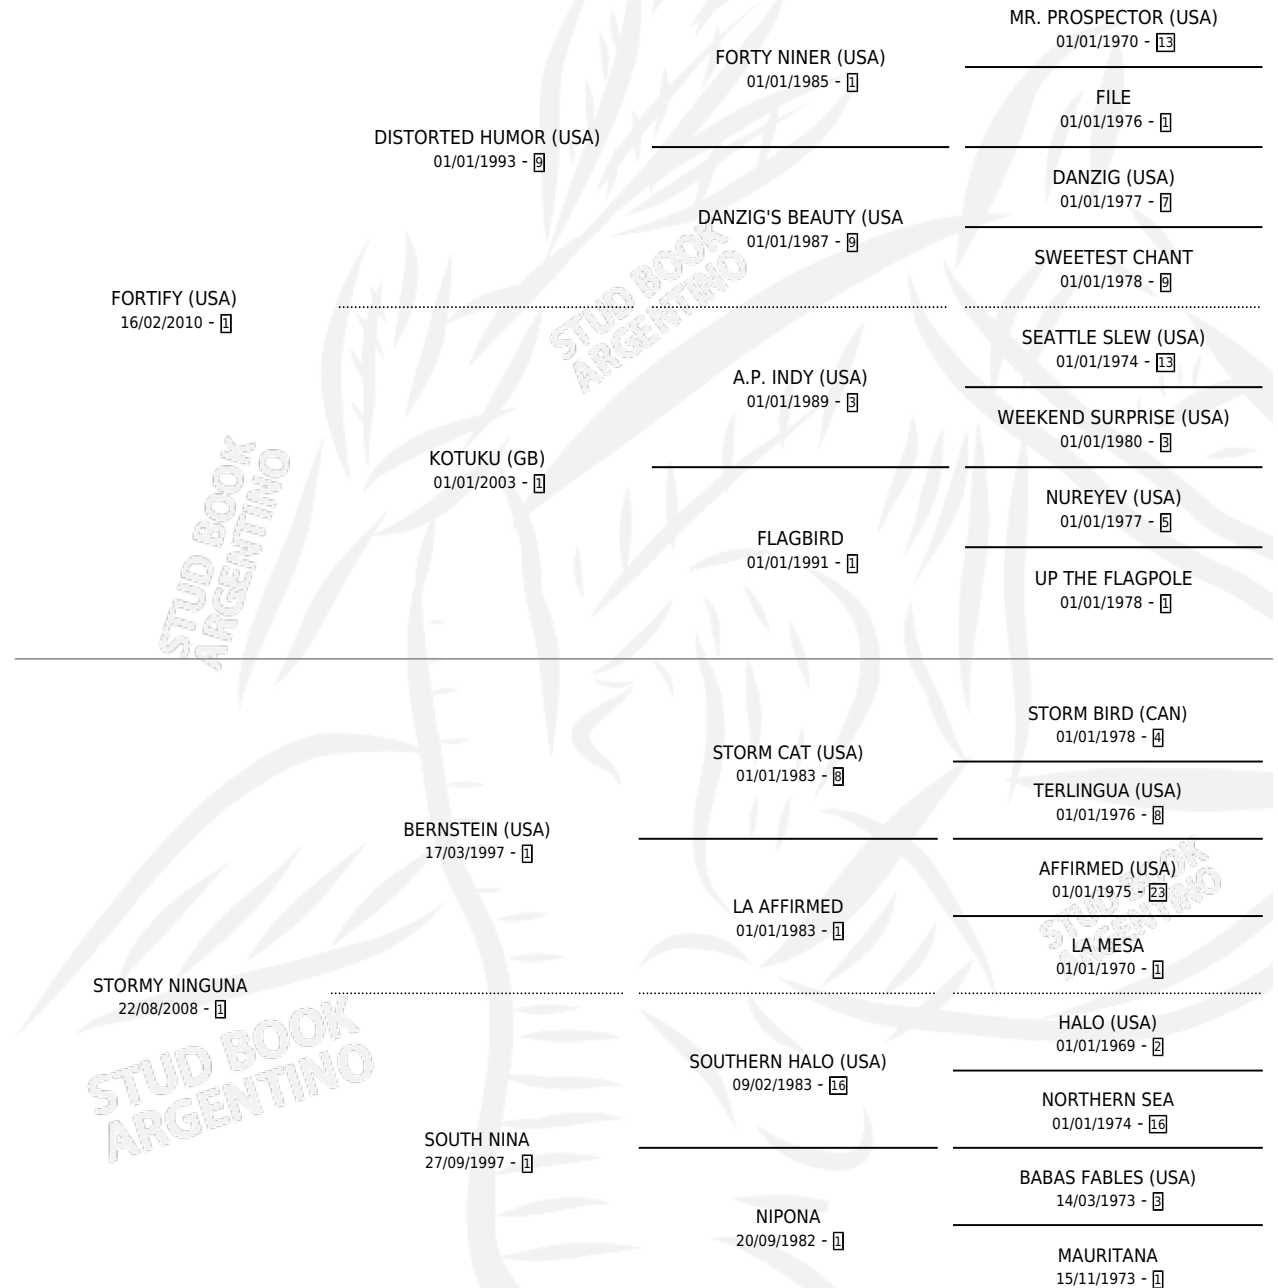 MR. PROSPECTOR (USA)
01/01/1970 - 13
FORTY NINER (USA)
01/01/1985 - 1
FILE
01/01/1976 - 1
DISTORTED HUMOR (USA)
01/01/1993 - 9
DANZIG (USA)
01/01/1977 - 7
DANZIG'S BEAUTY (USA
01/01/1987 - 9
SWEETEST CHANT
01/01/1978 - 9
FORTIFY (USA)
16/02/2010 - 1
STUD BOOK
ARGENTINO
SEATTLE SLEW (USA)
01/01/1974 - 13
A.P. INDY (USA)
01/01/1989 - 3
WEEKEND SURPRISE (USA)
01/01/1980 - 3
KOTUKU (GB)
01/01/2003 - 1
NUREYEV (USA)
01/01/1977 - 5
FLAGBIRD
01/01/1991 - 1
UP THE FLAGPOLE
01/01/1978 - 1
STUD BOOK
ARGENTINO
STORM BIRD (CAN)
01/01/1978 - 4
STORM CAT (USA)
01/01/1983 - 8
TERLINGUA (USA)
01/01/1976 - 8
BERNSTEIN (USA)
17/03/1997 - 1
AFFIRMED (USA)
01/01/1975 - 23
LA AFFIRMED
01/01/1983 - 1
STUD BOOK
ARGENTINO
LA MESA
01/01/1970 - 1
STORMY NINGUNA
22/08/2008 - 1
STUD BOOK
ARGENTINO
HALO (USA)
01/01/1969 - 2
SOUTHERN HALO (USA)
09/02/1983 - 16
NORTHERN SEA
01/01/1974 - 16
SOUTH NINA
27/09/1997 - 1
BABAS FABLES (USA)
14/03/1973 - 3
NIPONA
20/09/1982 - 1
MAURITANA
15/11/1973 - 1